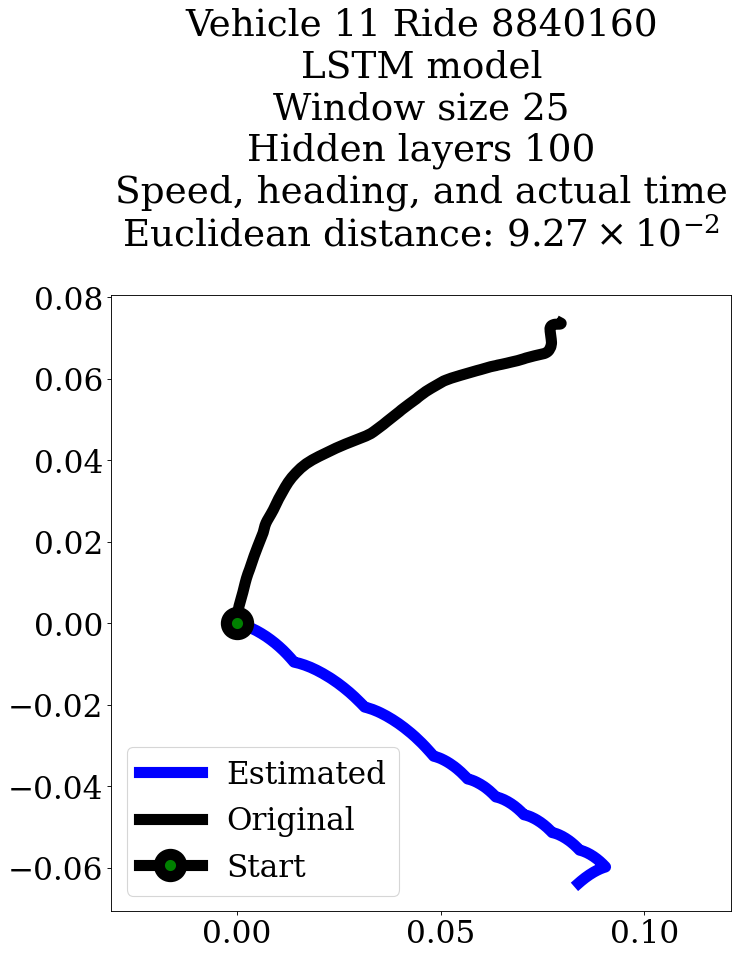 Vehicle 11 Ride 8840160
LSTM model
Window size 25
Hidden layers 100
Speed, heading, and actual time
Euclidean distance: 9.27 × 10⁻²
0.08
0.06
0.04
0.02
0.00
−0.02
−0.04
−0.06
Estimated
Original
Start
0.00 0.05 0.10